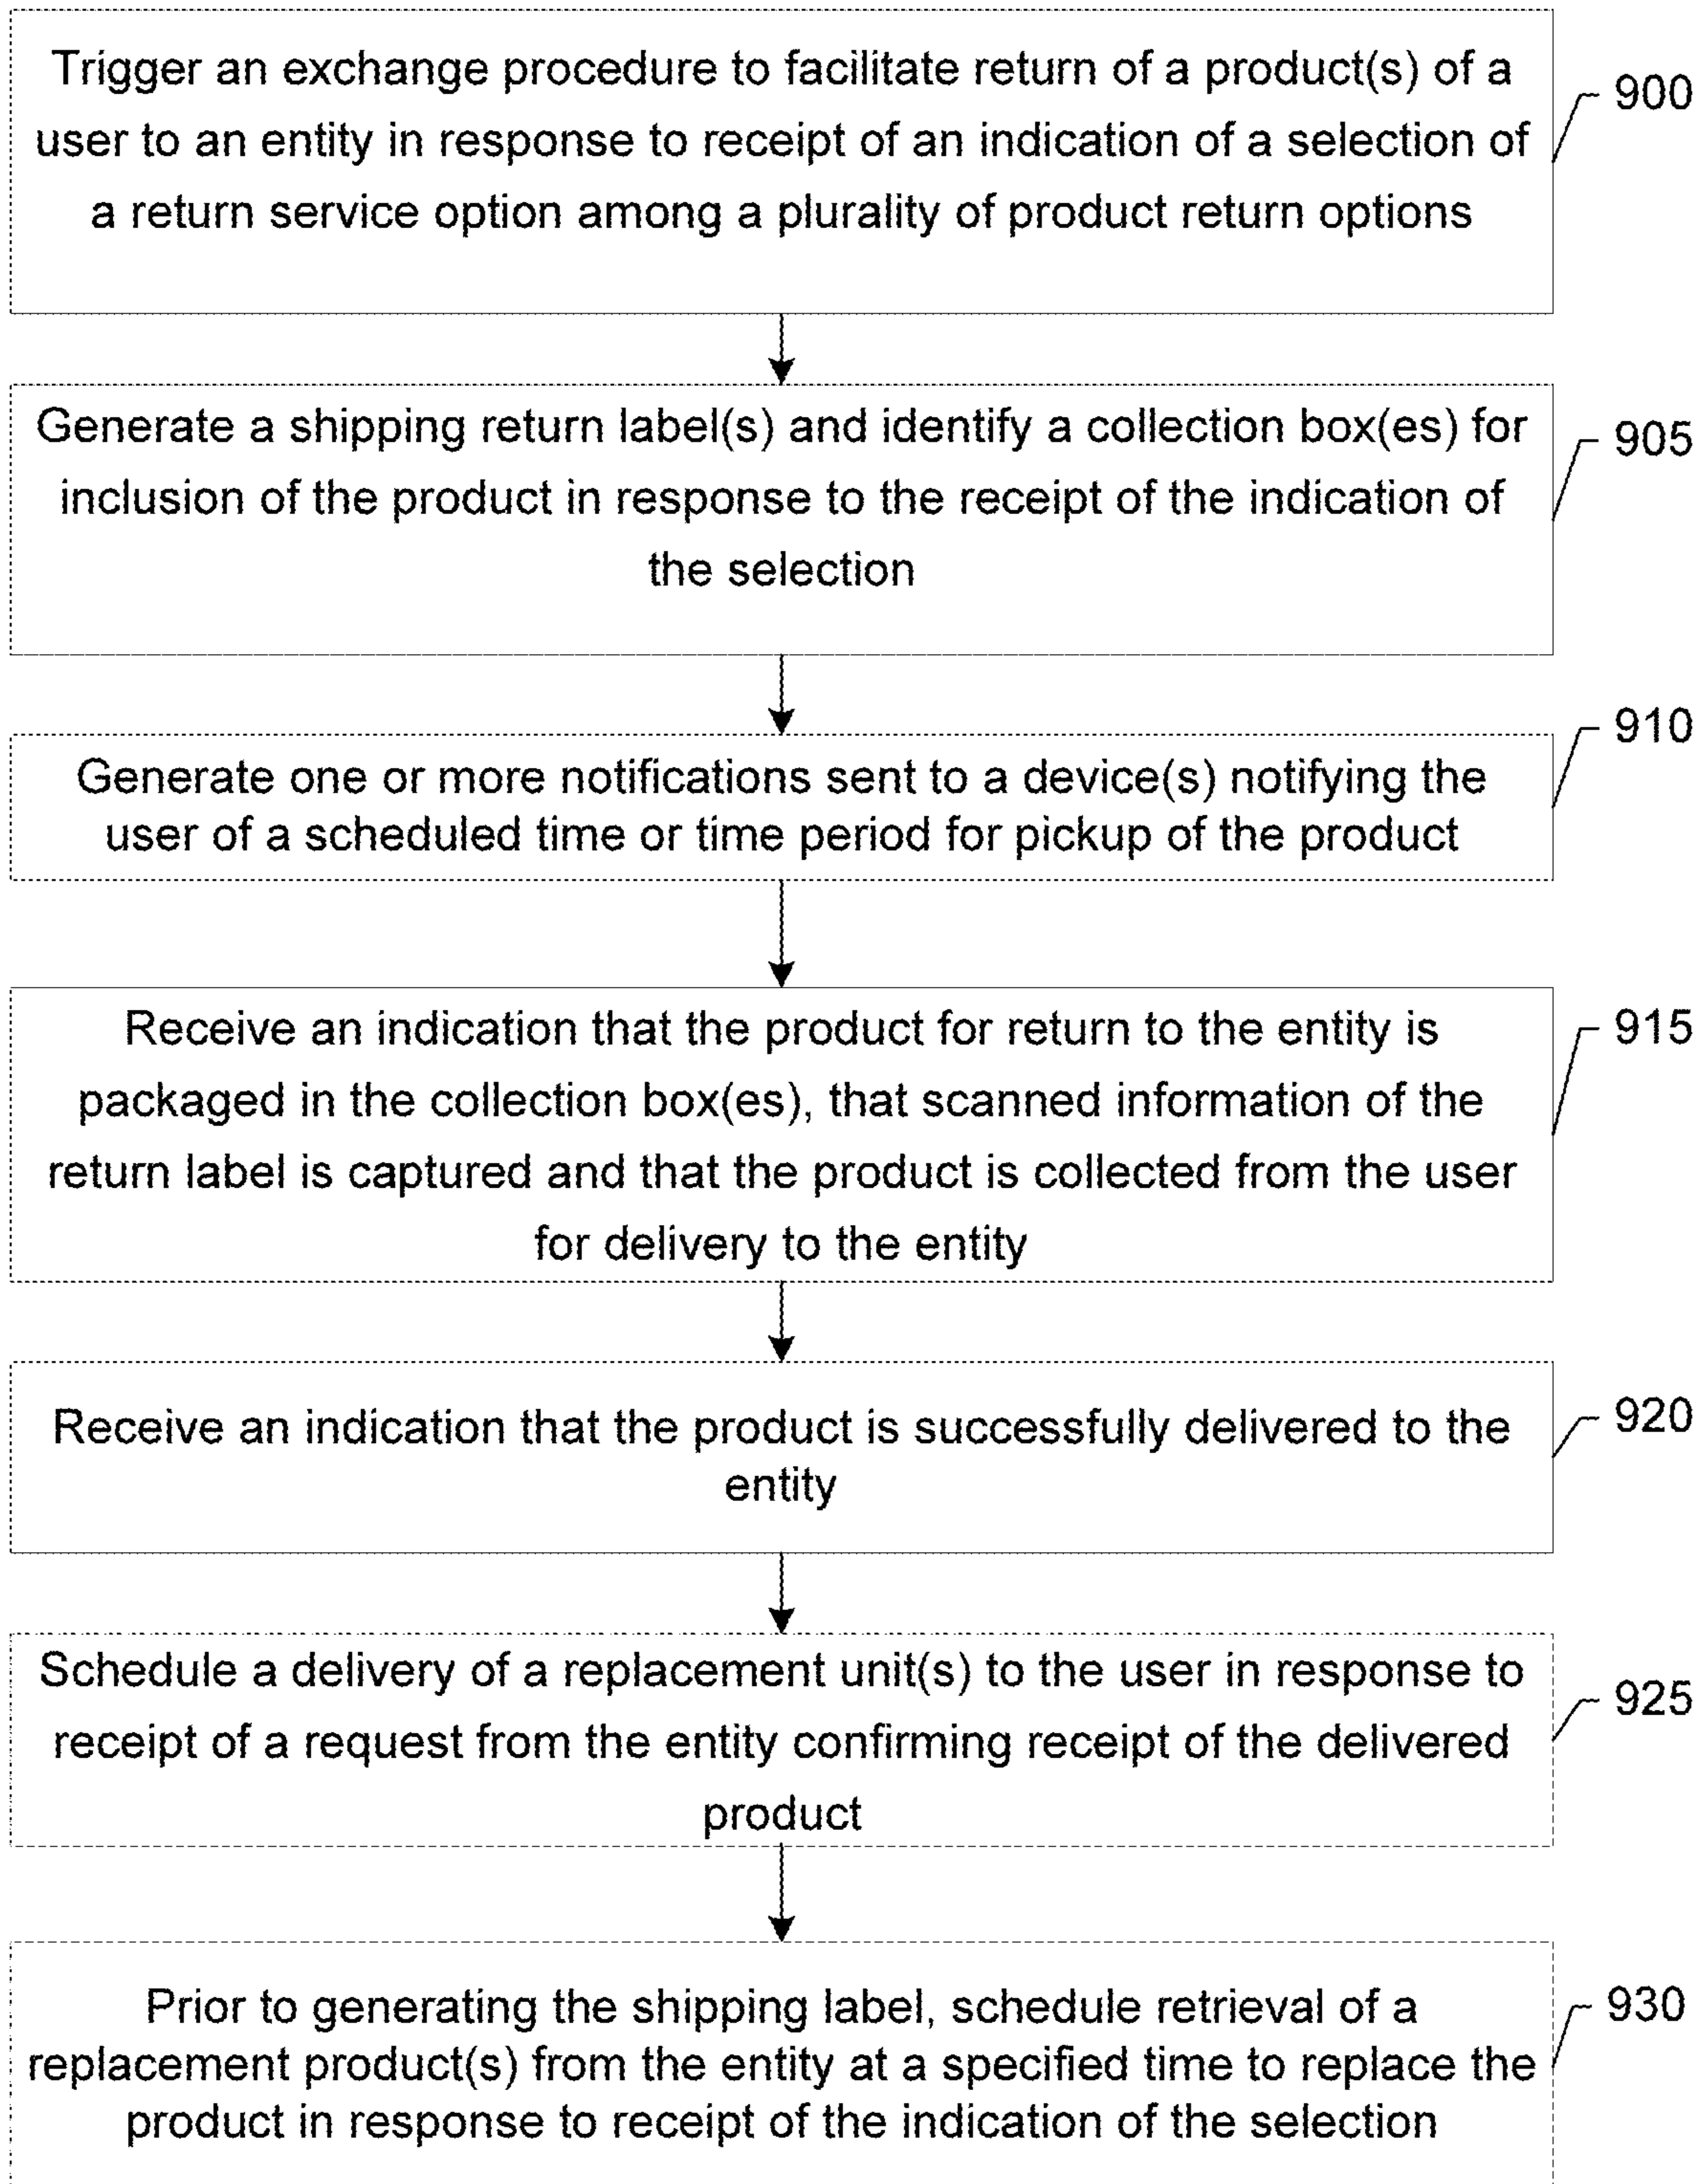 Trigger an exchange procedure to facilitate return of a product(s) of a
user to an entity in response to receipt of an indication of a selection of
a return service option among a plurality of product return options
900
Generate a shipping return label(s) and identify a collection box(es) for
inclusion of the product in response to the receipt of the indication of
the selection
905
Generate one or more notifications sent to a device(s) notifying the
user of a scheduled time or time period for pickup of the product
910
Receive an indication that the product for return to the entity is
packaged in the collection box(es), that scanned information of the
return label is captured and that the product is collected from the user
for delivery to the entity
915
Receive an indication that the product is successfully delivered to the
entity
920
Schedule a delivery of a replacement unit(s) to the user in response to
receipt of a request from the entity confirming receipt of the delivered
product
925
Prior to generating the shipping label, schedule retrieval of a
replacement product(s) from the entity at a specified time to replace the
product in response to receipt of the indication of the selection
930